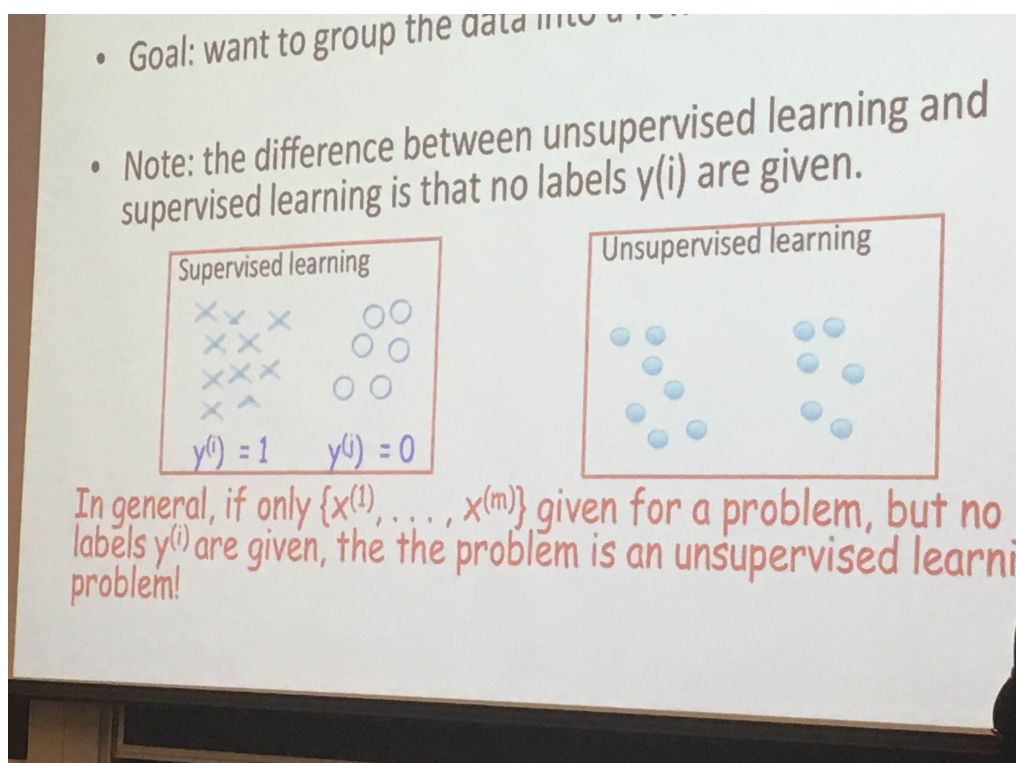 • Goal: want to group the data into a
• Note: the difference between unsupervised learning and
supervised learning is that no labels y(i) are given.
Supervised learning
y⁽ⁱ⁾ = 1 y⁽ʲ⁾ = 0
Unsupervised learning
In general, if only {x⁽¹⁾, . . . , x⁽ᵐ⁾} given for a problem, but no
labels y⁽ⁱ⁾ are given, the the problem is an unsupervised learni
problem!